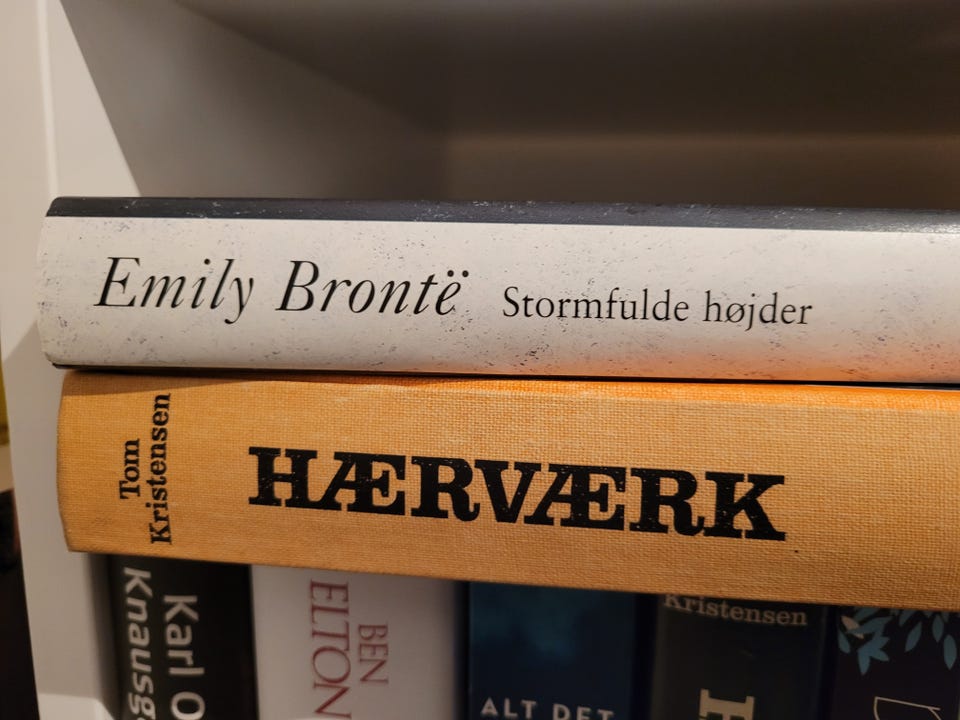 Emily Brontë Stormfulde højder
Tom
Kristensen
HÆRVÆRK
Karl O
Knausg
BEN
ELTON
ALT DET
Kristensen